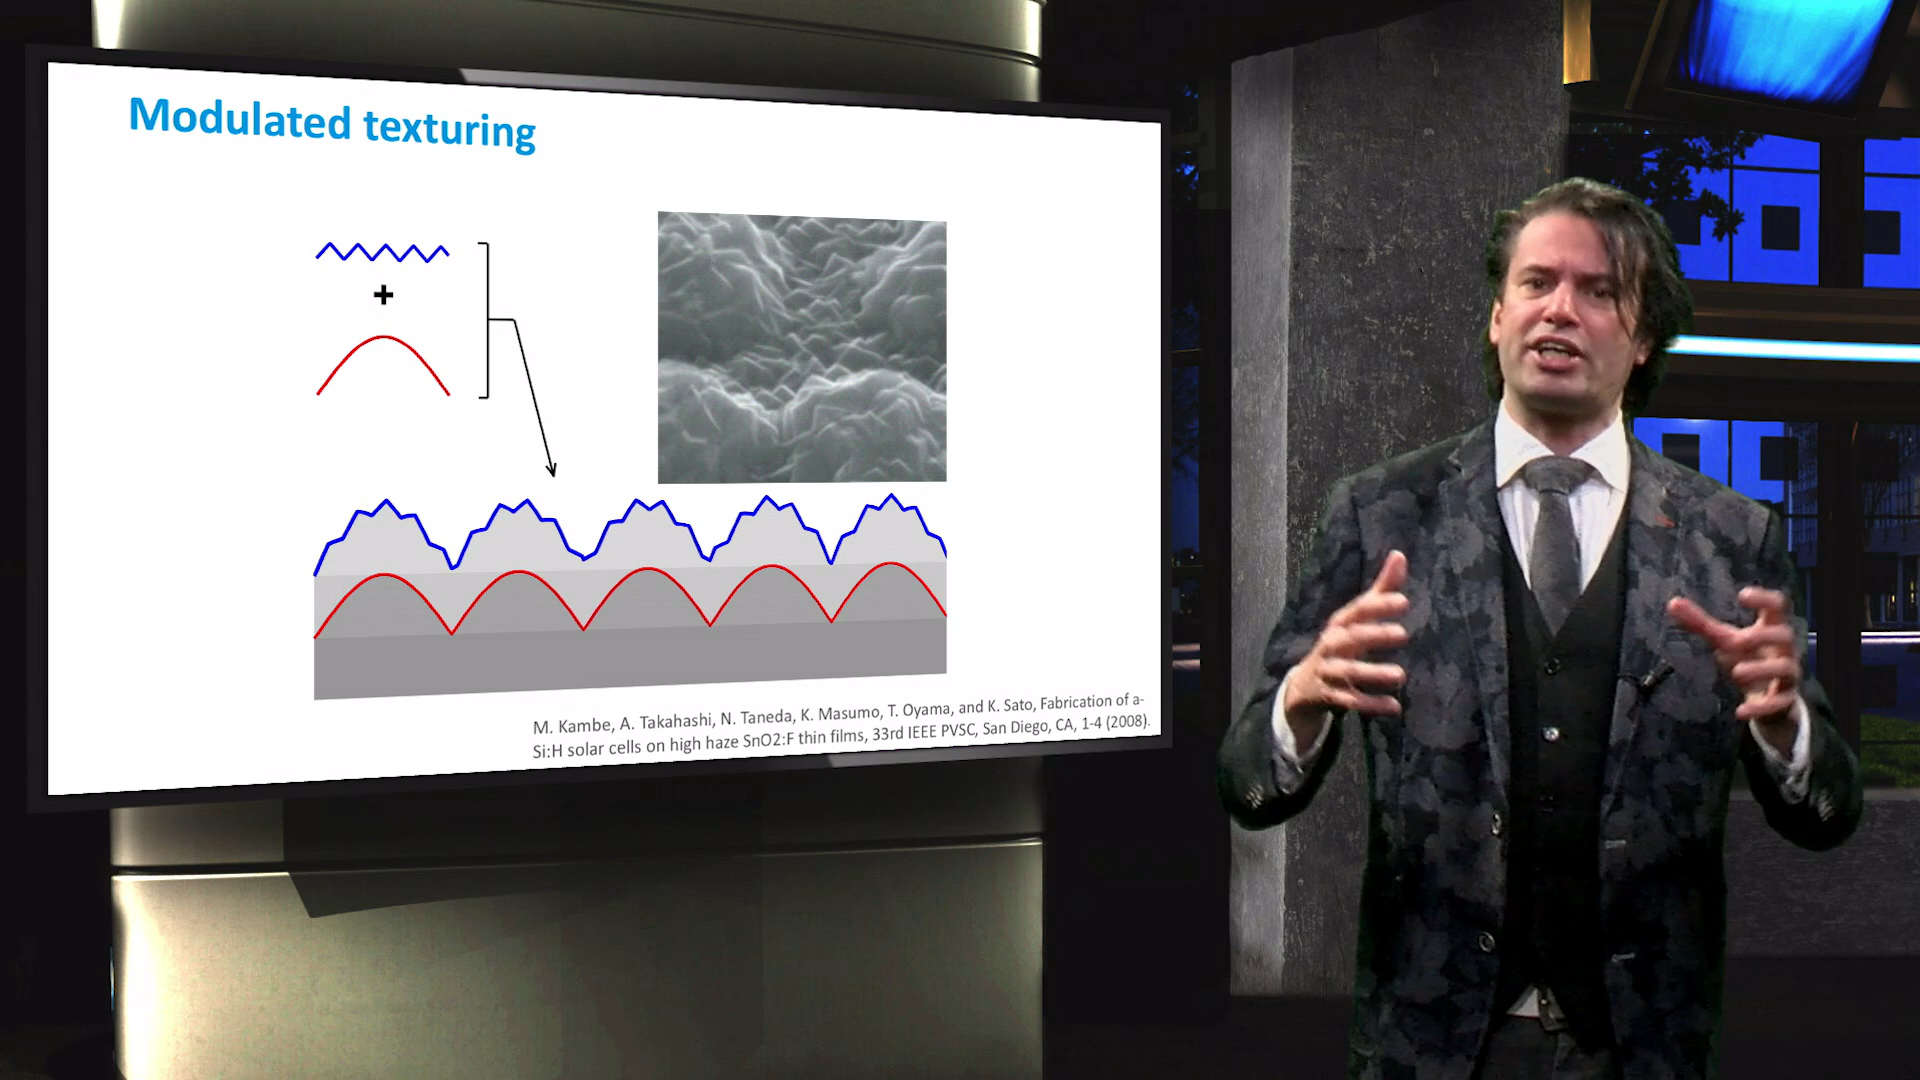 Modulated texturing
+
M. Kambe, A. Takahashi, N. Taneda, K. Masumo, T. Oyama, and K. Sato, Fabrication of a-
Si:H solar cells on high haze SnO2:F thin films, 33rd IEEE PVSC, San Diego, CA, 1-4 (2008).